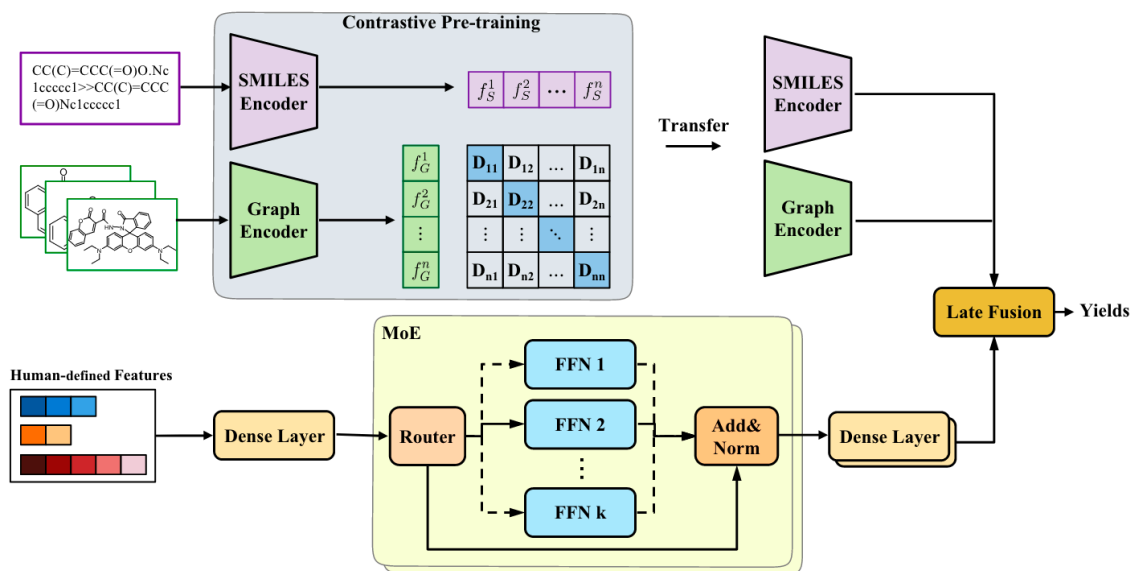 Contrastive Pre-training
CC(C)=CCC(=O)O.Nc
1ccccc1>>CC(C)=CCC
(=O)Nc1ccccc1
SMILES
Encoder
f_S^1 f_S^2 ... f_S^n
Graph
Encoder
f_G^1
f_G^2
⋮
f_G^n
D11 D12 ... D1n
D21 D22 ... D2n
⋮ ⋮ ⋱ ⋮
Dn1 Dn2 ... Dnn
Transfer
SMILES
Encoder
Graph
Encoder
Late Fusion
Yields
MoE
Human-defined Features
Dense Layer
Router
FFN 1
FFN 2
⋮
FFN k
Add&
Norm
Dense Layer